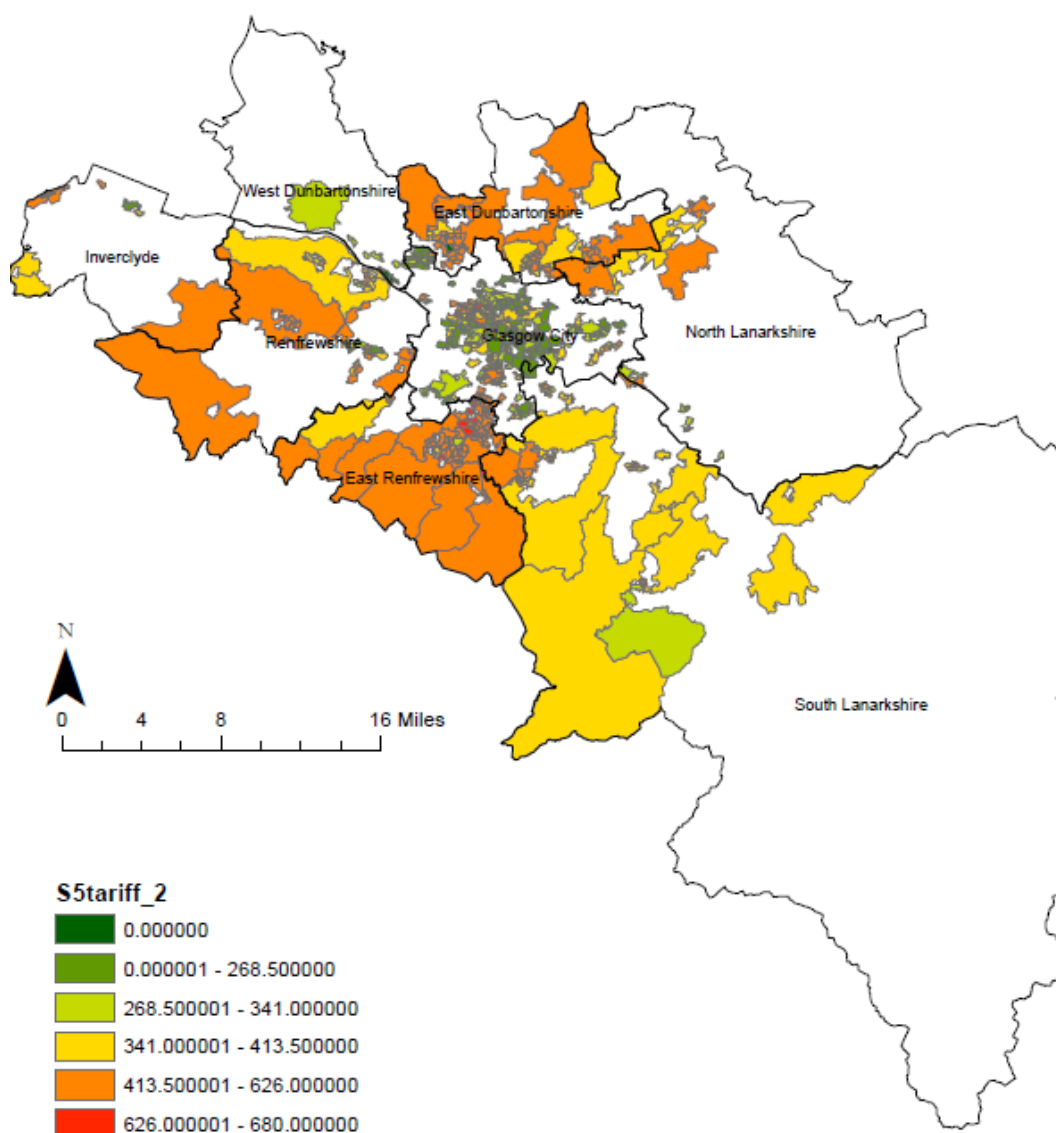 West Dunbartonshire
East Dunbartonshire
Inverclyde
Renfrewshire
Glasgow City
North Lanarkshire
East Renfrewshire
South Lanarkshire
N
0 4 8 16 Miles
S5tariff_2
0.000000
0.000001 - 268.500000
268.500001 - 341.000000
341.000001 - 413.500000
413.500001 - 626.000000
626.000001 - 680.000000